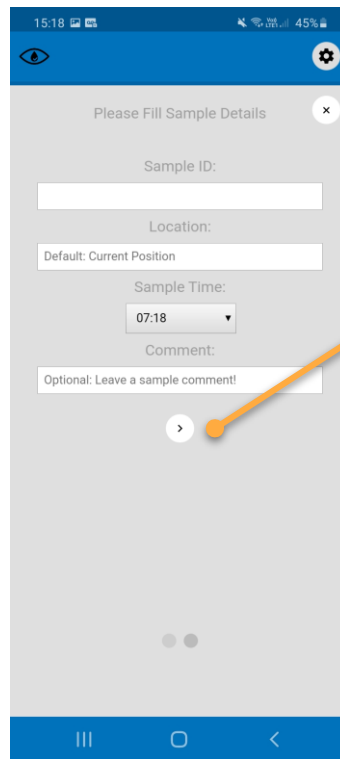 15:18 45%
Please Fill Sample Details
×
Sample ID:
Location:
Default: Current Position
Sample Time:
07:18
Comment:
Optional: Leave a sample comment!
>